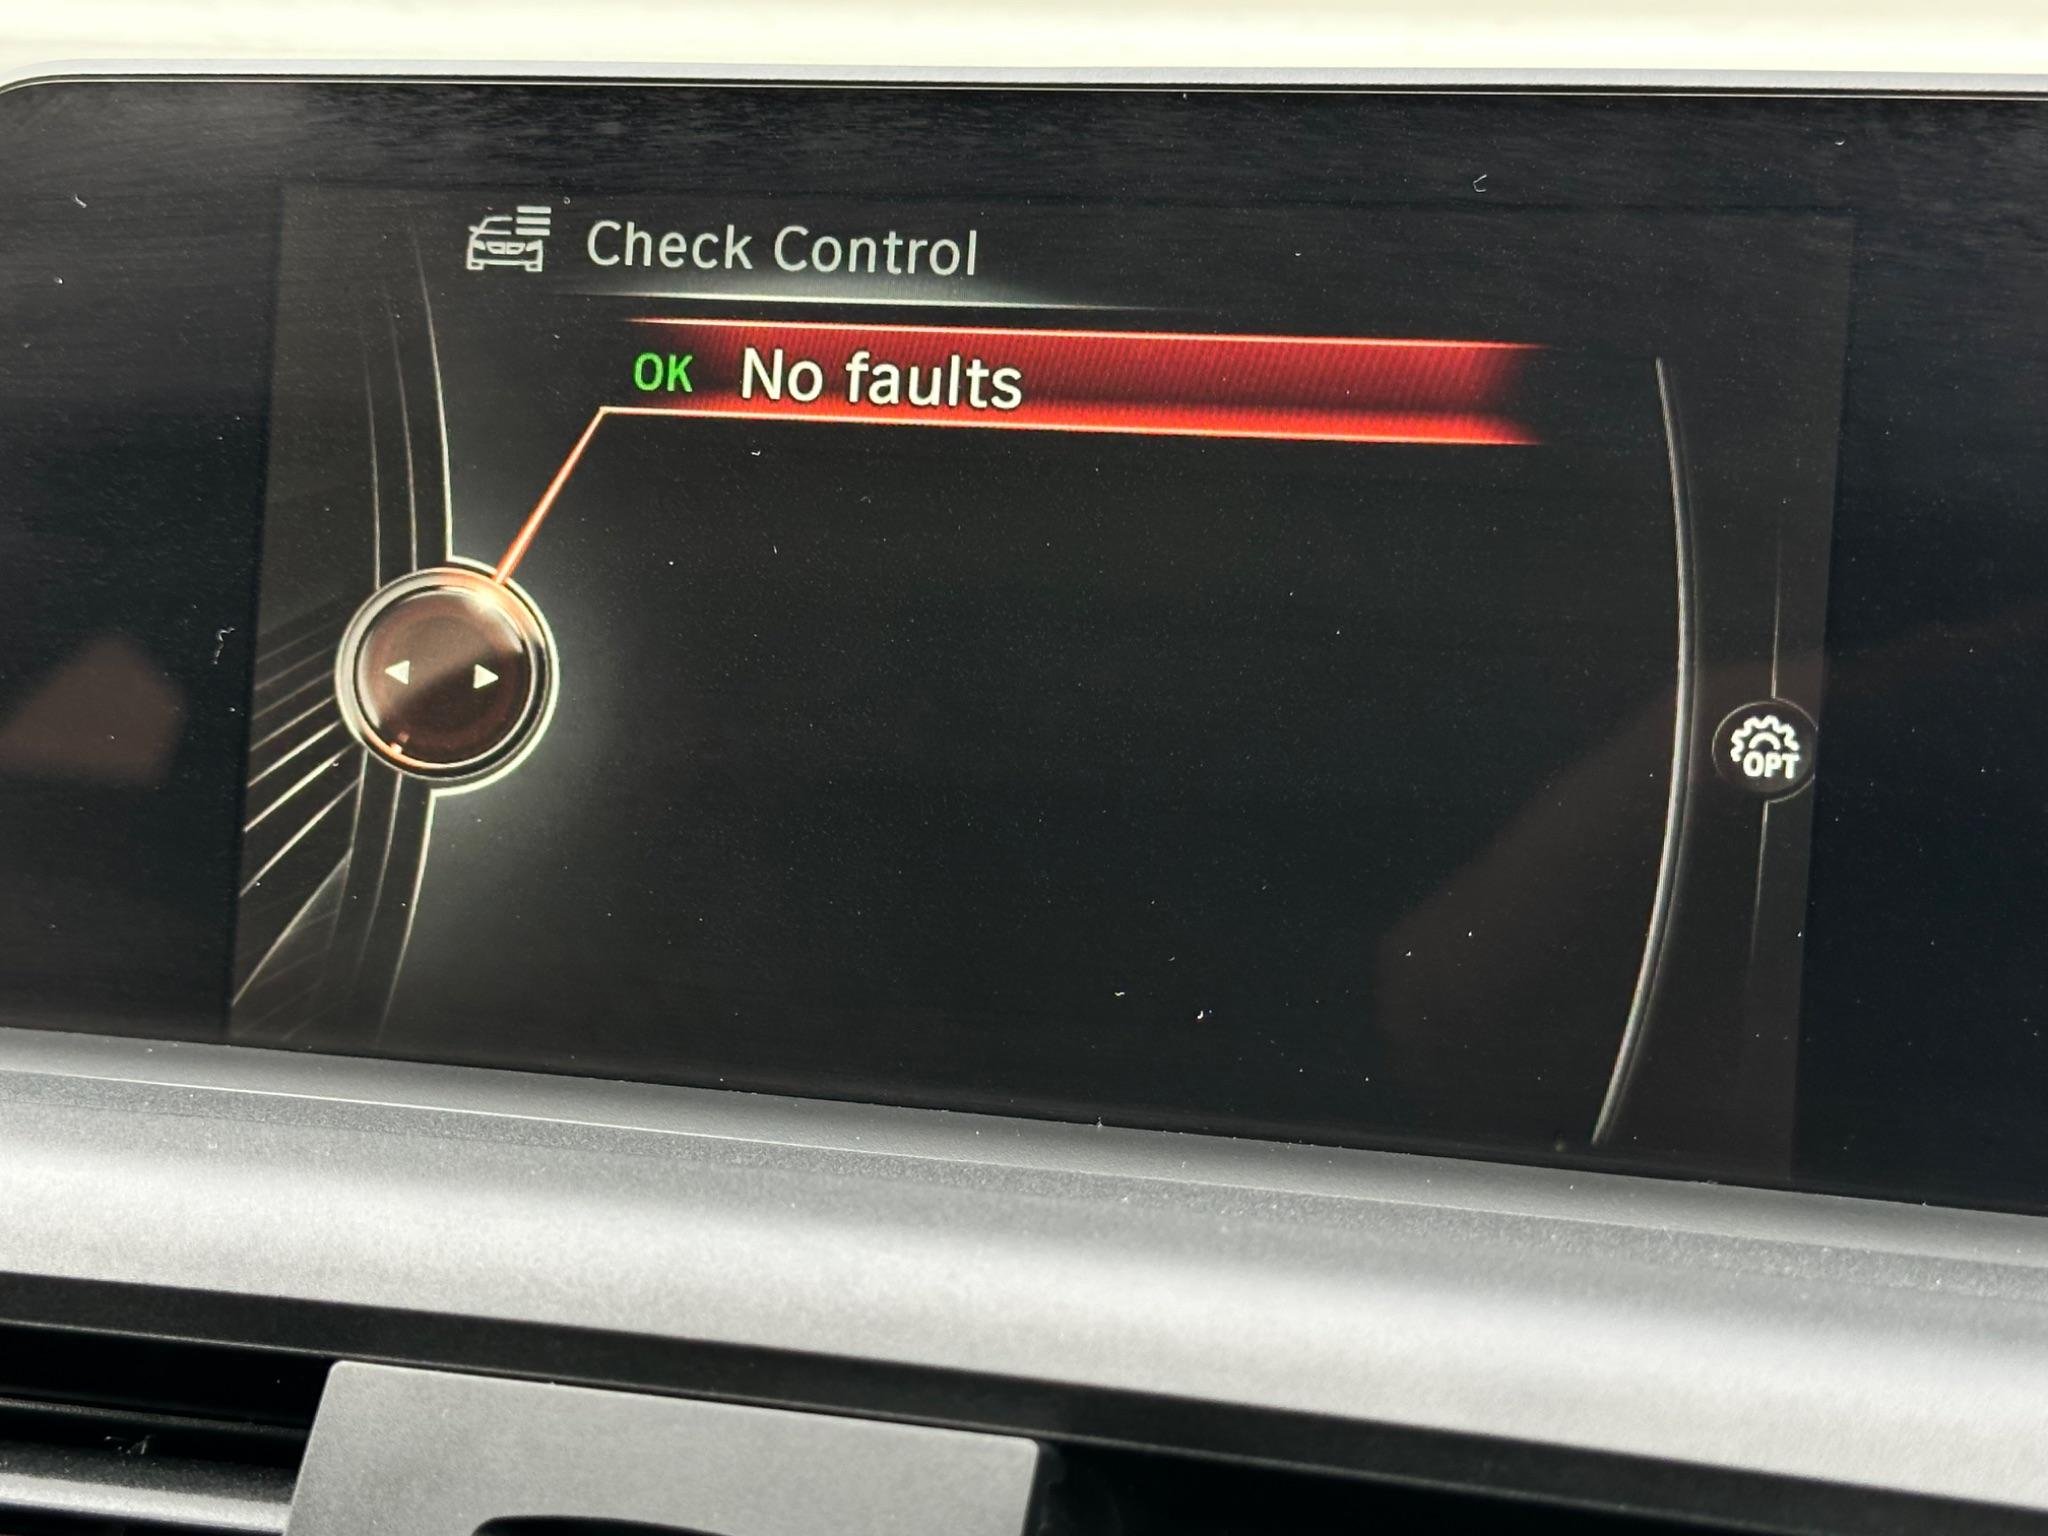 Check Control
OK No faults
OPT